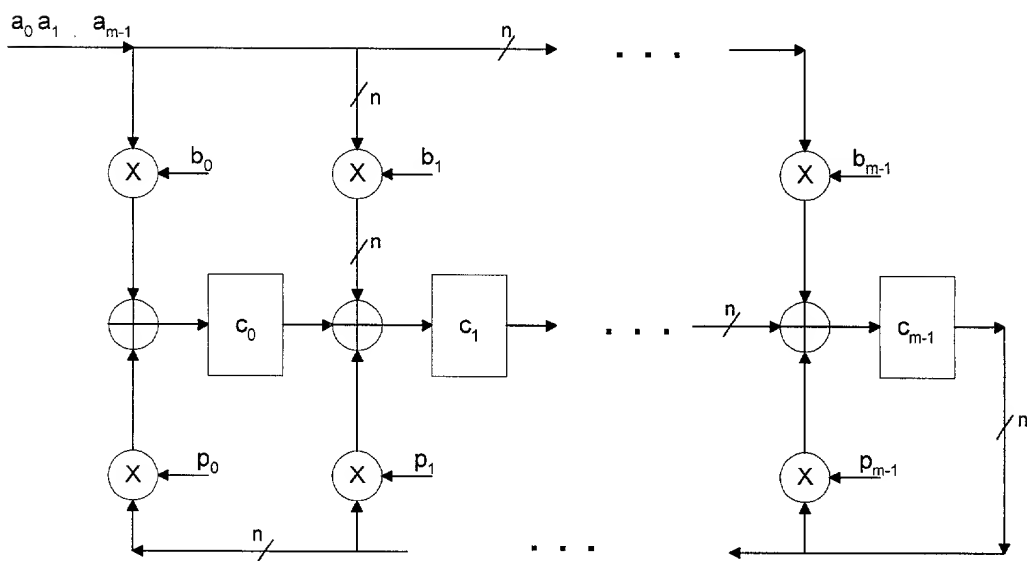 a₀ a₁ . aₘ₋₁ n . . .
n
X b₀ X b₁ X bₘ₋₁
n
c₀ c₁ . . . n cₘ₋₁
n
X p₀ X p₁ X pₘ₋₁
n . . .